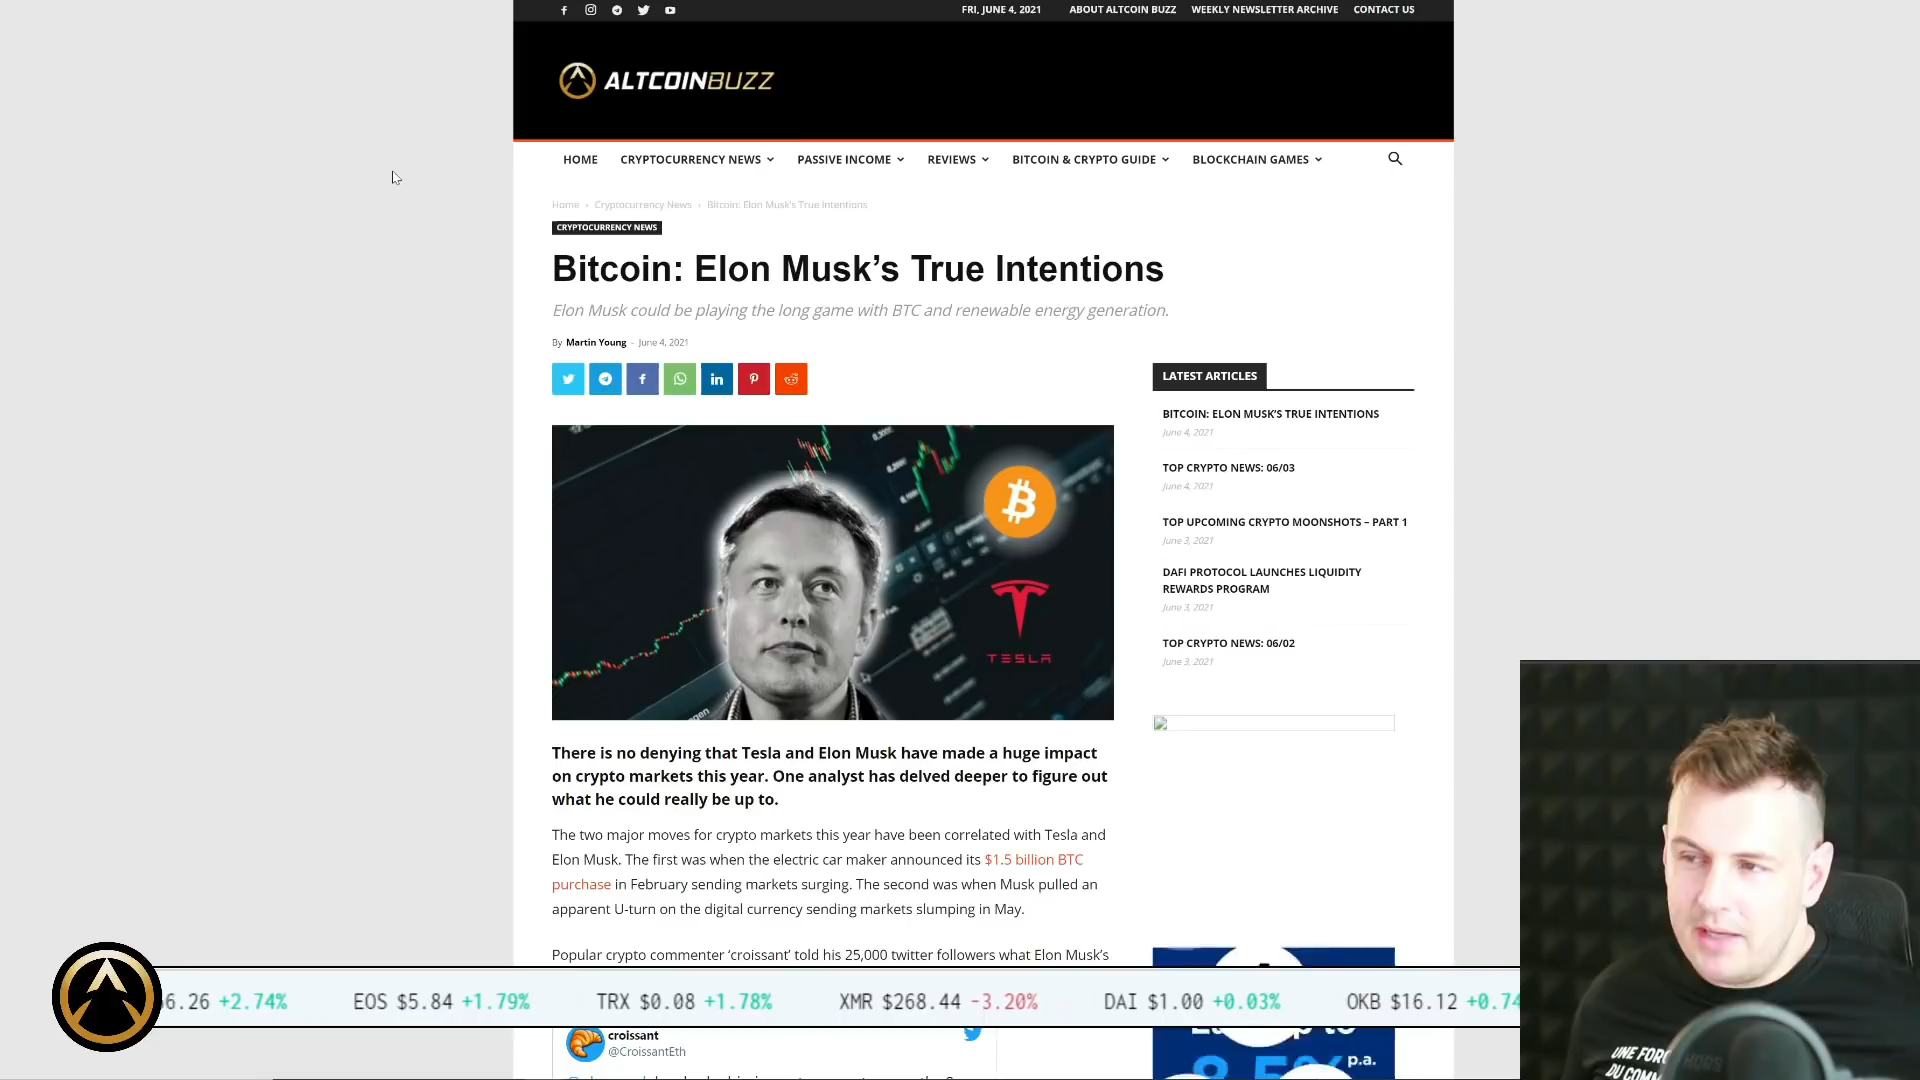 FRI, JUNE 4, 2021 ABOUT ALTCOIN BUZZ WEEKLY NEWSLETTER ARCHIVE CONTACT US
ALTCOINBUZZ
HOME CRYPTOCURRENCY NEWS PASSIVE INCOME REVIEWS BITCOIN & CRYPTO GUIDE BLOCKCHAIN GAMES
Home › Cryptocurrency News › Bitcoin: Elon Musk's True Intentions
CRYPTOCURRENCY NEWS
Bitcoin: Elon Musk’s True Intentions
Elon Musk could be playing the long game with BTC and renewable energy generation.
By Martin Young - June 4, 2021
TESLA
There is no denying that Tesla and Elon Musk have made a huge impact
on crypto markets this year. One analyst has delved deeper to figure out
what he could really be up to.
The two major moves for crypto markets this year have been correlated with Tesla and
Elon Musk. The first was when the electric car maker announced its $1.5 billion BTC
purchase in February sending markets surging. The second was when Musk pulled an
apparent U-turn on the digital currency sending markets slumping in May.
Popular crypto commenter ‘croissant’ told his 25,000 twitter followers what Elon Musk’s
croissant
@CroissantEth
LATEST ARTICLES
BITCOIN: ELON MUSK’S TRUE INTENTIONS
June 4, 2021
TOP CRYPTO NEWS: 06/03
June 4, 2021
TOP UPCOMING CRYPTO MOONSHOTS – PART 1
June 3, 2021
DAFI PROTOCOL LAUNCHES LIQUIDITY
REWARDS PROGRAM
June 3, 2021
TOP CRYPTO NEWS: 06/02
June 3, 2021
8.5% p.a.
6.26 +2.74% EOS $5.84 +1.79% TRX $0.08 +1.78% XMR $268.44 -3.20% DAI $1.00 +0.03% OKB $16.12 +0.74
UNE
DU